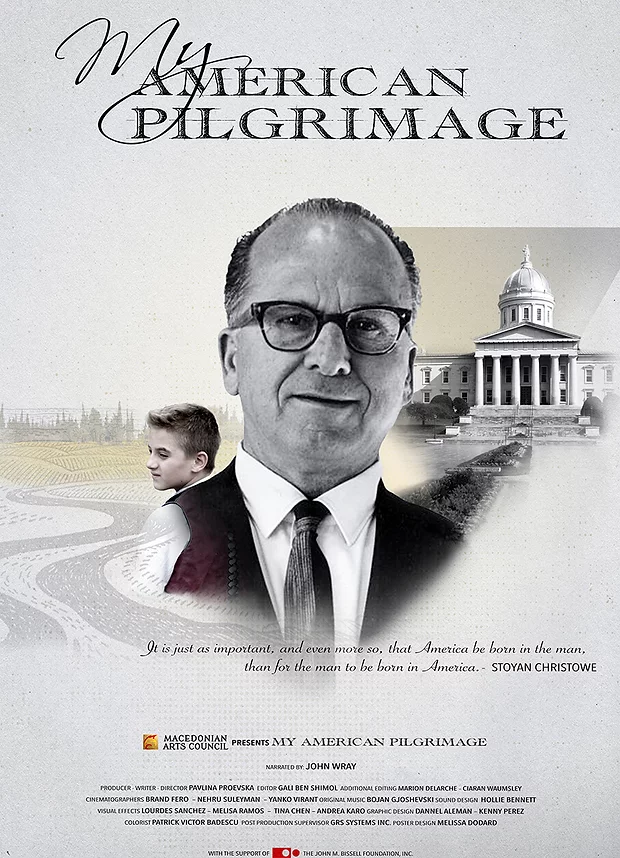 My
AMERICAN
PILGRIMAGE
It is just as important, and even more so, that America be born in the man,
than for the man to be born in America. - STOYAN CHRISTOWE
MACEDONIAN
ARTS COUNCIL PRESENTS MY AMERICAN PILGRIMAGE
NARRATED BY: JOHN WRAY
PRODUCER - WRITER - DIRECTOR PAVLINA PROEVSKA EDITOR GALI BEN SHIMOL ADDITIONAL EDITING MARION DELARCHE - CIARAN WAUMSLEY
CINEMATOGRAPHERS BRAND FERO - NEHRU SULEYMAN - YANKO VIRANT ORIGINAL MUSIC BOJAN GJOSHEVSKI SOUND DESIGN HOLLIE BENNETT
VISUAL EFFECTS LOURDES SANCHEZ - MELISA RAMOS - TINA CHEN - ANDREA KARO GRAPHIC DESIGN DANNEL ALEMAN - KENNY PEREZ
COLORIST PATRICK VICTOR BADESCU POST PRODUCTION SUPERVISOR GRS SYSTEMS INC. POSTER DESIGN MELISSA DODARD
WITH THE SUPPORT OF THE JOHN M. BISSELL FOUNDATION, INC.